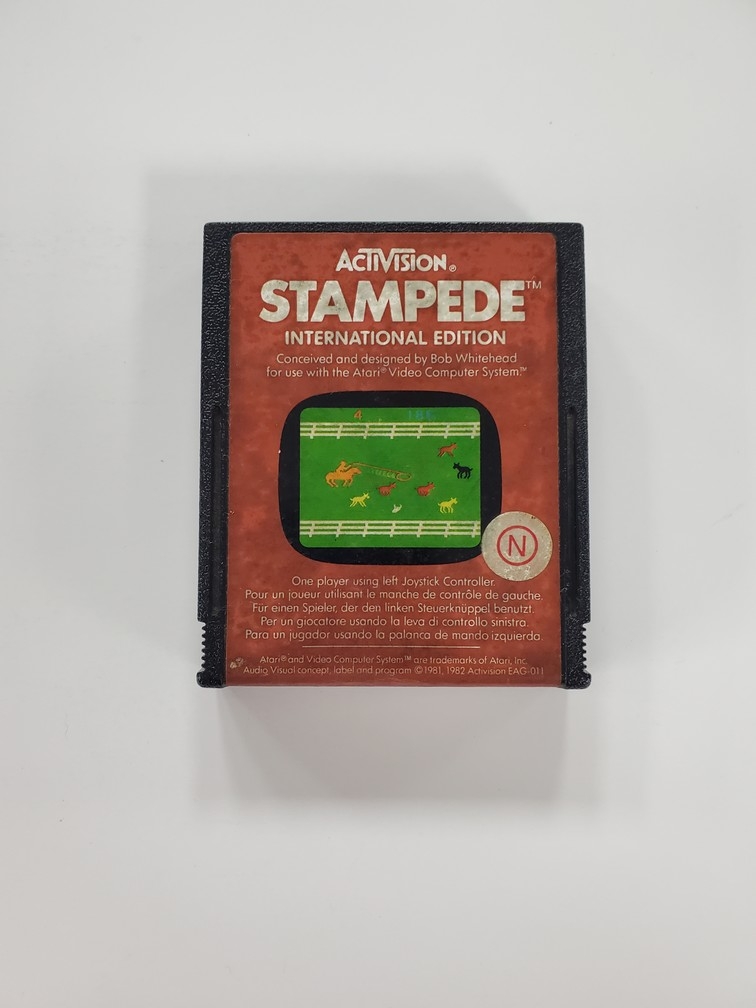 ACTIVISION®
STAMPEDE™
INTERNATIONAL EDITION
Conceived and designed by Bob Whitehead
for use with the Atari® Video Computer System.™
4
N
One player using left Joystick Controller.
Pour un joueur utilisant le manche de contrôle de gauche.
Für einen Spieler, der den linken Steuerknüppel benutzt.
Per un giocatore usando la leva di controllo sinistra.
Para un jugador usando la palanca de mando izquierda.
Atari® and Video Computer System™ are trademarks of Atari, Inc.
Audio Visual concept, label and program ©1981, 1982 Activision EAG-011